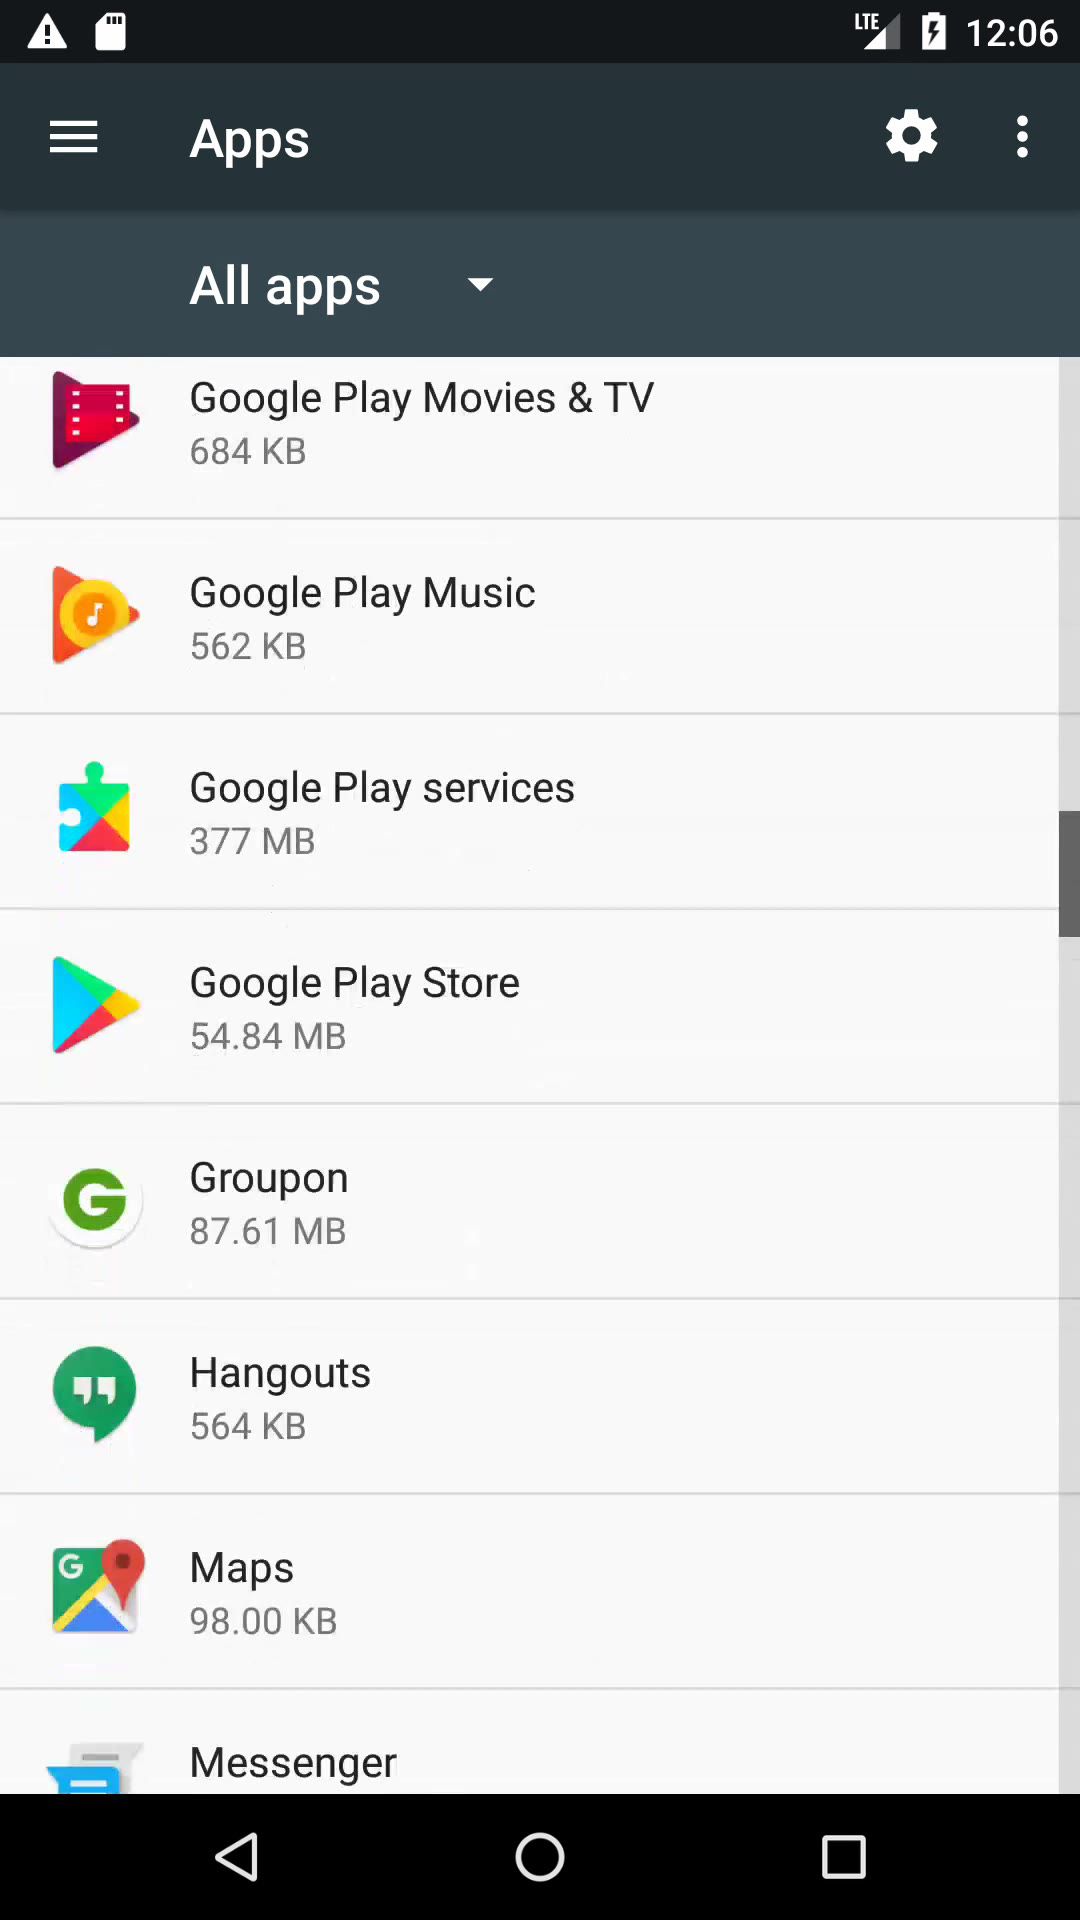 LTE 12:06
Apps
All apps
Google Play Movies & TV
684 KB
Google Play Music
562 KB
Google Play services
377 MB
Google Play Store
54.84 MB
Groupon
87.61 MB
Hangouts
564 KB
Maps
98.00 KB
Messenger